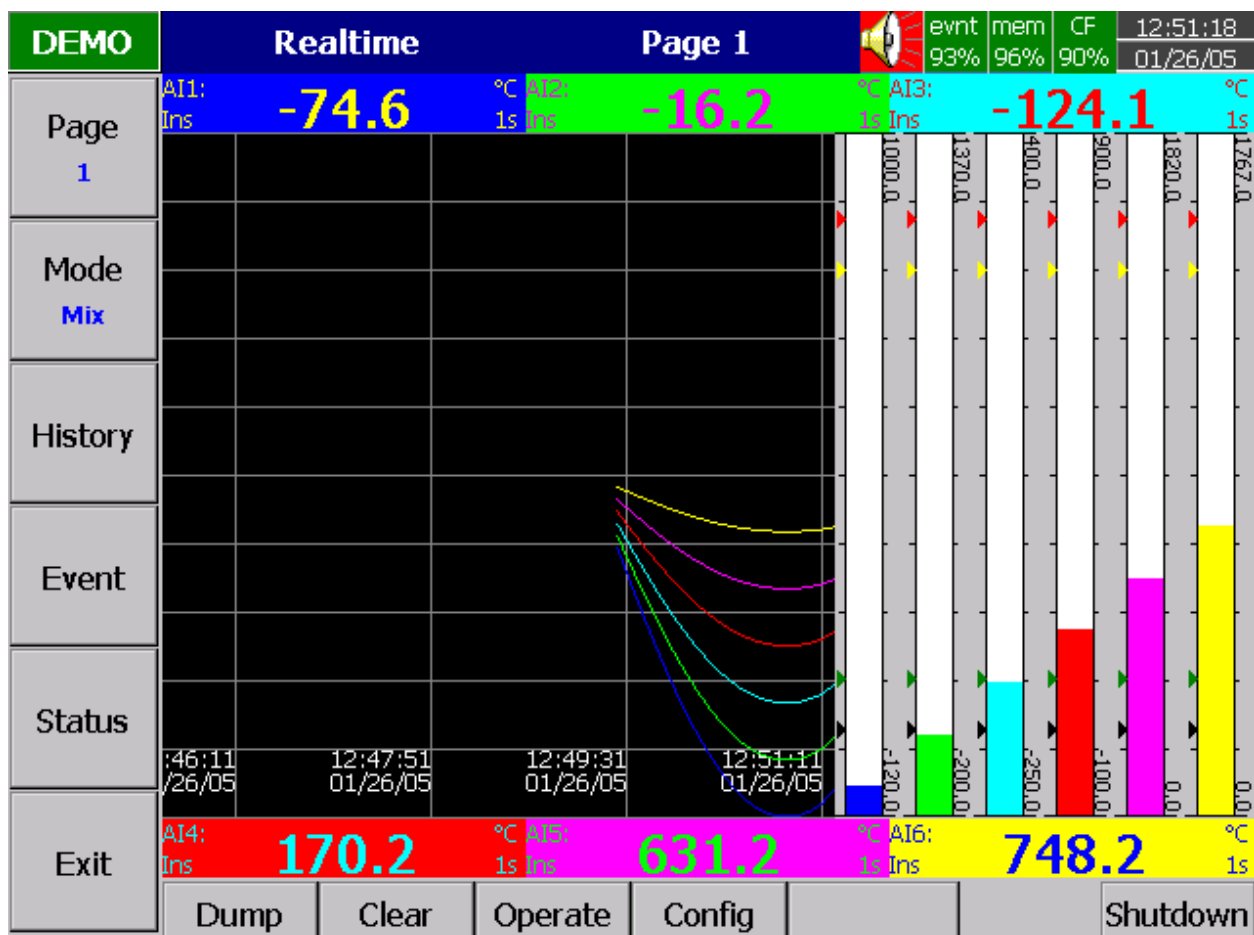 DEMO
Realtime
Page 1
evnt
93%
mem
96%
CF
90%
12:51:18
01/26/05
Page
1
Mode
Mix
History
Event
Status
Exit
AI1:
Ins
-74.6
°C
1s
AI2:
Ins
-16.2
°C
1s
AI3:
Ins
-124.1
°C
1s
1000.0
1370.0
400.0
900.0
1820.0
1767.0
-120.0
-200.0
-250.0
-100.0
0.0
0.0
:46:11
/26/05
12:47:51
01/26/05
12:49:31
01/26/05
12:51:11
01/26/05
AI4:
Ins
170.2
°C
1s
AI5:
Ins
631.2
°C
1s
AI6:
Ins
748.2
°C
1s
Dump
Clear
Operate
Config
Shutdown